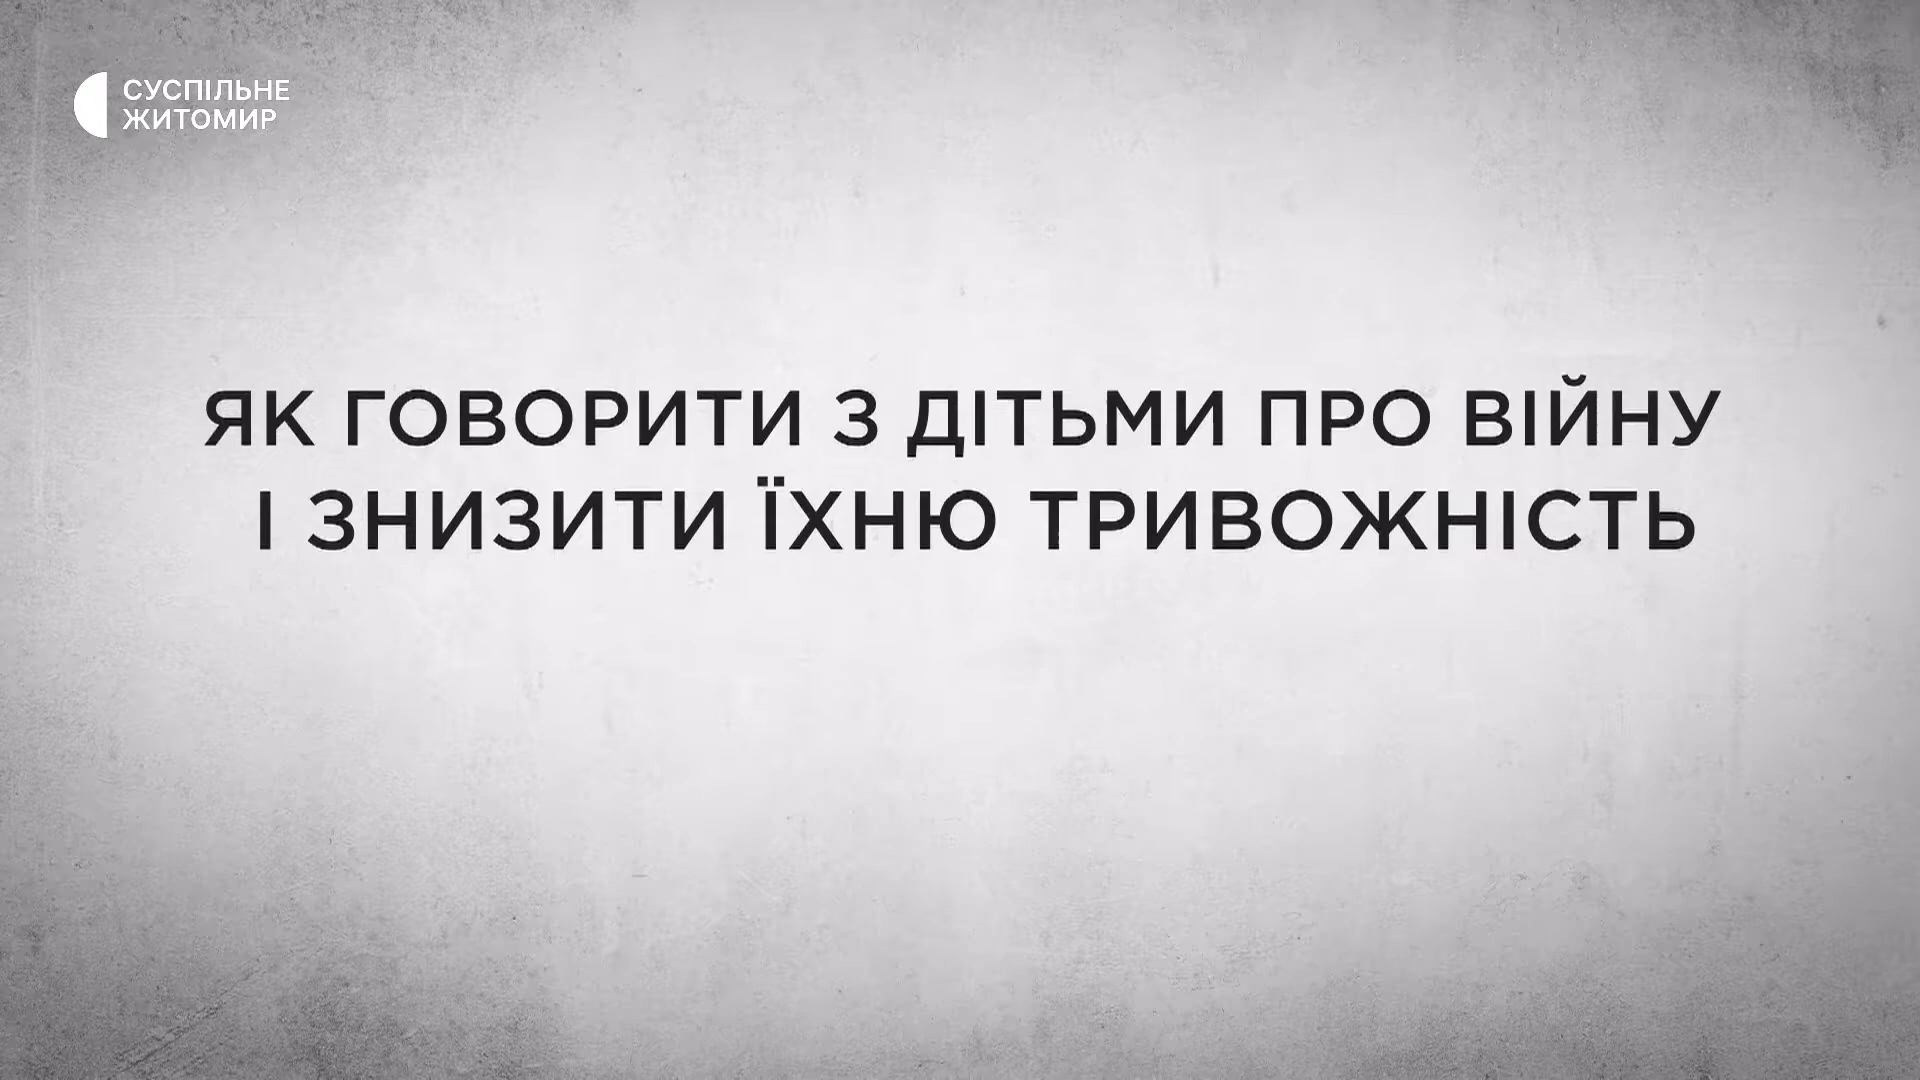 СУСПІЛЬНЕ
ЖИТОМИР
ЯК ГОВОРИТИ З ДІТЬМИ ПРО ВІЙНУ
І ЗНИЗИТИ ЇХНЮ ТРИВОЖНІСТЬ